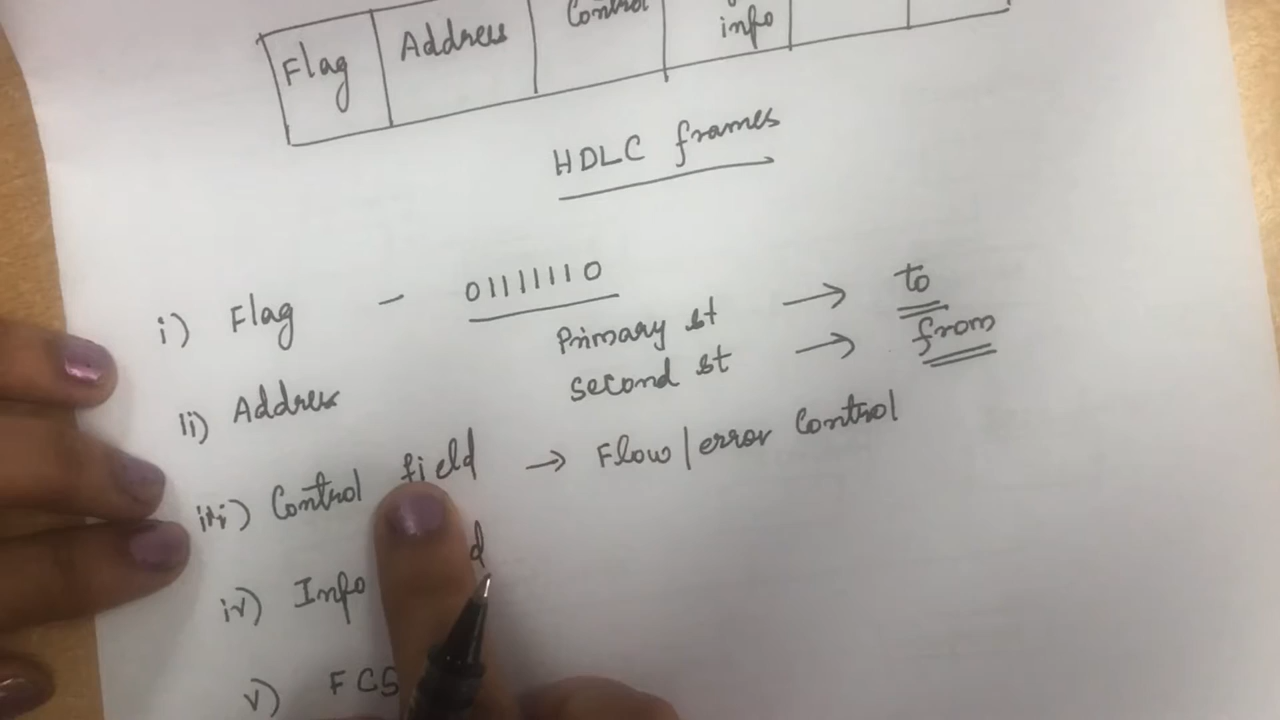 Flag Address Control info
HDLC frames
i) Flag - 01111110
Primary st → to
Second st → from
ii) Address
iii) Control field → Flow/error Control
iv) Info
v) FCS